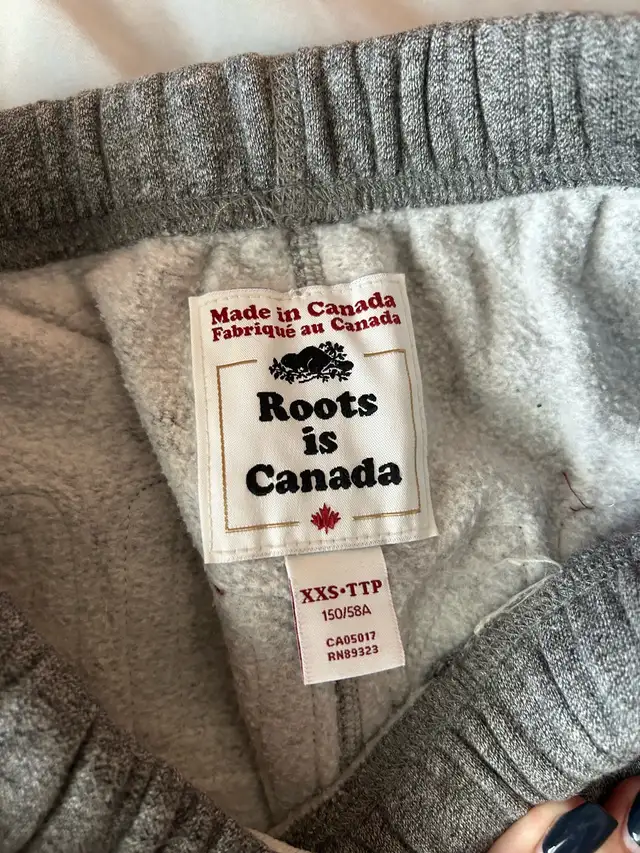 Made in Canada
Fabriqué au Canada
Roots
is
Canada
XXS•TTP
150/58A
CA05017
RN89323